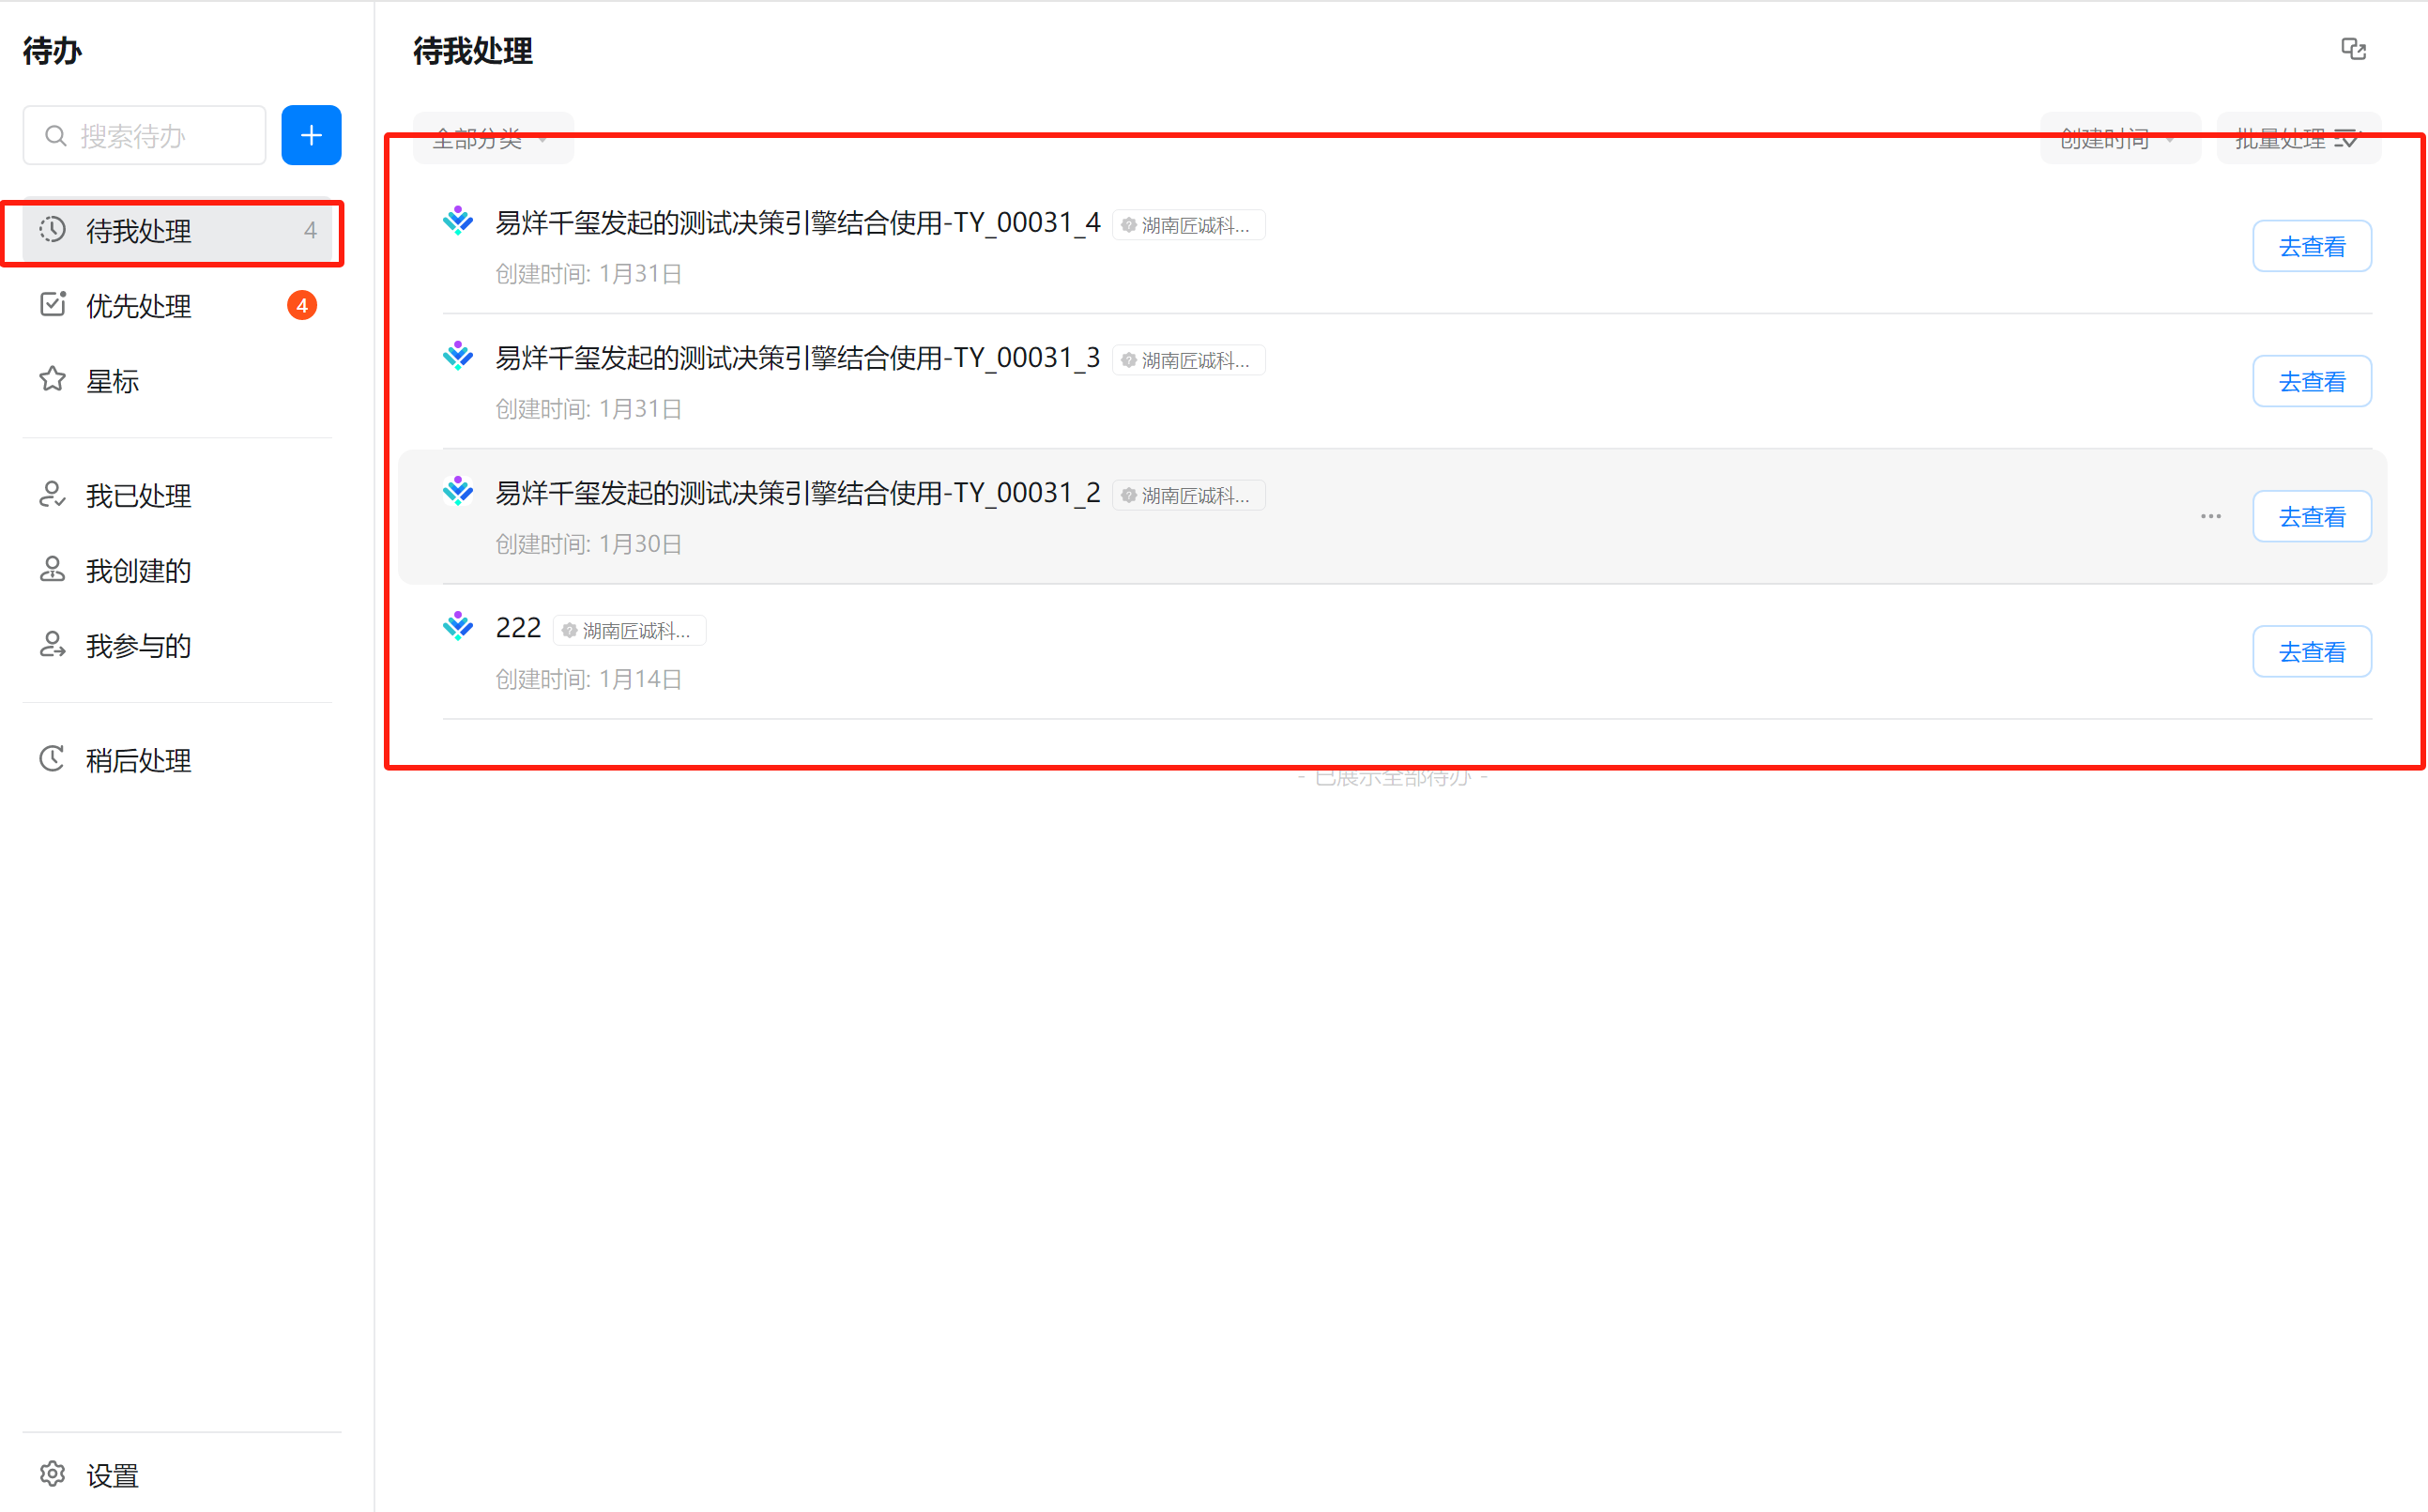 待办
搜索待办
待我处理 4
优先处理 4
星标
我已处理
我创建的
我参与的
稍后处理
设置
待我处理
全部分类
创建时间
批量处理
易烊千玺发起的测试决策引擎结合使用-TY_00031_4 湖南匠诚科...
创建时间: 1月31日
去查看
易烊千玺发起的测试决策引擎结合使用-TY_00031_3 湖南匠诚科...
创建时间: 1月31日
去查看
易烊千玺发起的测试决策引擎结合使用-TY_00031_2 湖南匠诚科...
创建时间: 1月30日
去查看
222 湖南匠诚科...
创建时间: 1月14日
去查看
- 已展示全部待办 -